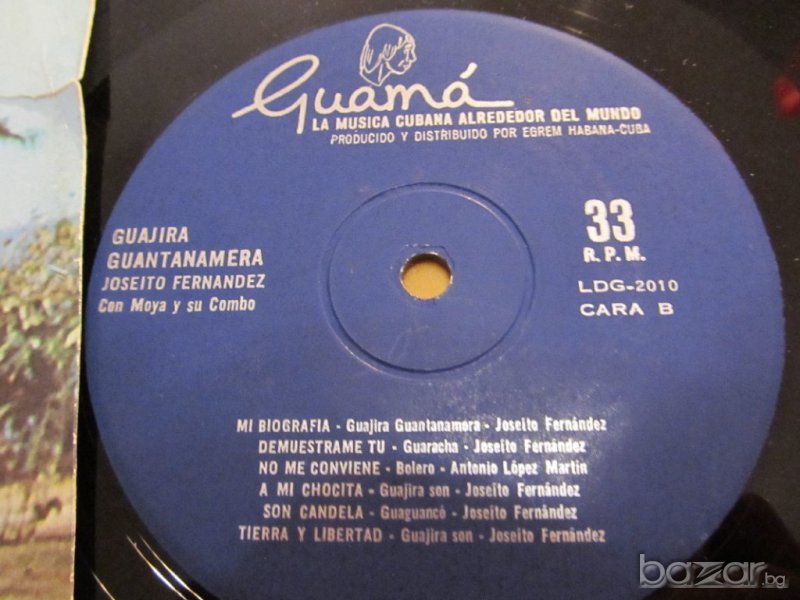 Guamá
LA MUSICA CUBANA ALREDEDOR DEL MUNDO
PRODUCIDO Y DISTRIBUIDO POR EGREM HABANA-CUBA
GUAJIRA
GUANTANAMERA
JOSEITO FERNANDEZ
Con Moya y su Combo
33
R.P.M.
LDG-2010
CARA B
MI BIOGRAFIA - Guajira Guantanamera - Joseito Fernández
DEMUESTRAME TU - Guaracha - Joseito Fernández
NO ME CONVIENE - Bolero - Antonio López Martín
A MI CHOCITA - Guajira son - Joseito Fernández
SON CANDELA - Guaguancó - Joseito Fernández
TIERRA Y LIBERTAD - Guajira son - Joseito Fernández
bazar.bg